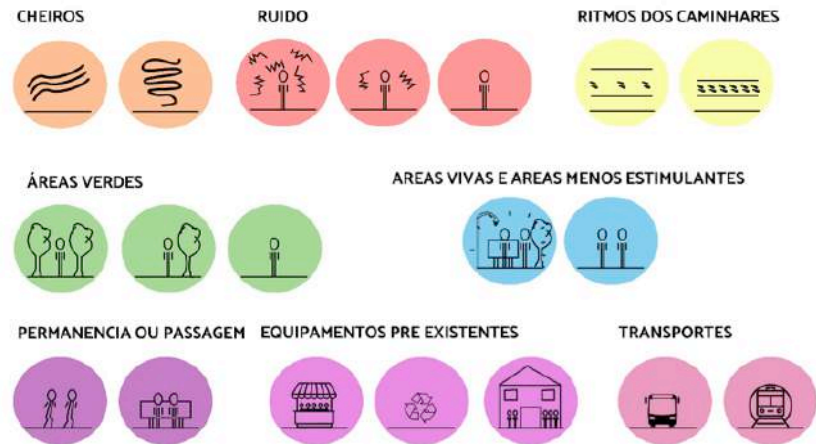 CHEIROS
RUIDO
RITMOS DOS CAMINHARES
ÁREAS VERDES
AREAS VIVAS E AREAS MENOS ESTIMULANTES
PERMANENCIA OU PASSAGEM
EQUIPAMENTOS PRE EXISTENTES
TRANSPORTES